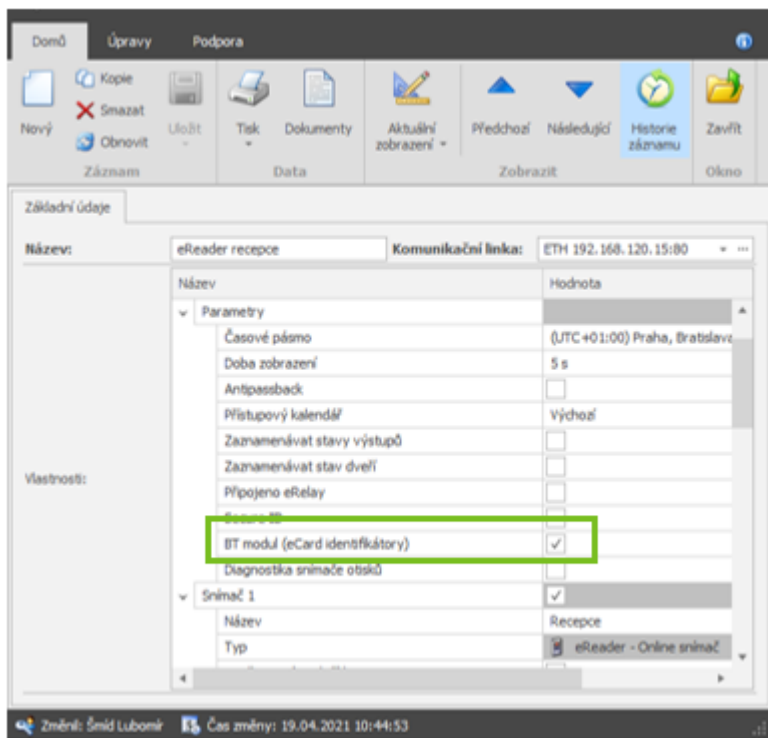 Domů Úpravy Podpora
Nový Kopie Smazat Obnovit Uložit Tisk Dokumenty Aktuální zobrazení Předchozí Následující Historie záznamu Zavřít
Záznam Data Zobrazit Okno
Základní údaje
Název: eReader recepce Komunikační linka: ETH 192.168.120.15:80
Název Hodnota
Parametry
Časové pásmo (UTC+01:00) Praha, Bratislava
Doba zobrazení 5 s
Antipassback
Přístupový kalendář Výchozí
Zaznamenávat stavy výstupů
Zaznamenávat stav dveří
Vlastnosti:
Připojeno eRelay
BT modul (eCard identifikátory)
Diagnostika snímače otisků
Snímač 1
Název Recepce
Typ eReader - Online snímač
Změnil: Šmíd Lubomír Čas změny: 19.04.2021 10:44:53